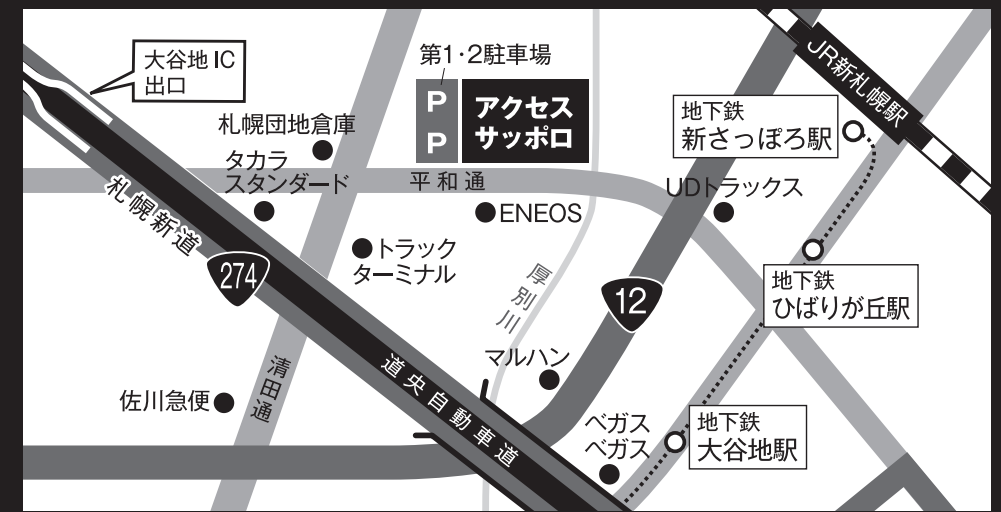 大谷地IC
出口
第1・2駐車場
P
P
アクセス
サッポロ
JR新札幌駅
地下鉄
新さっぽろ駅
札幌団地倉庫
タカラ
スタンダード
平和通
UDトラックス
ENEOS
札幌新道
トラック
ターミナル
274
厚別川
12
地下鉄
ひばりが丘駅
マルハン
清田通
道央自動車道
佐川急便
ベガス
ベガス
地下鉄
大谷地駅